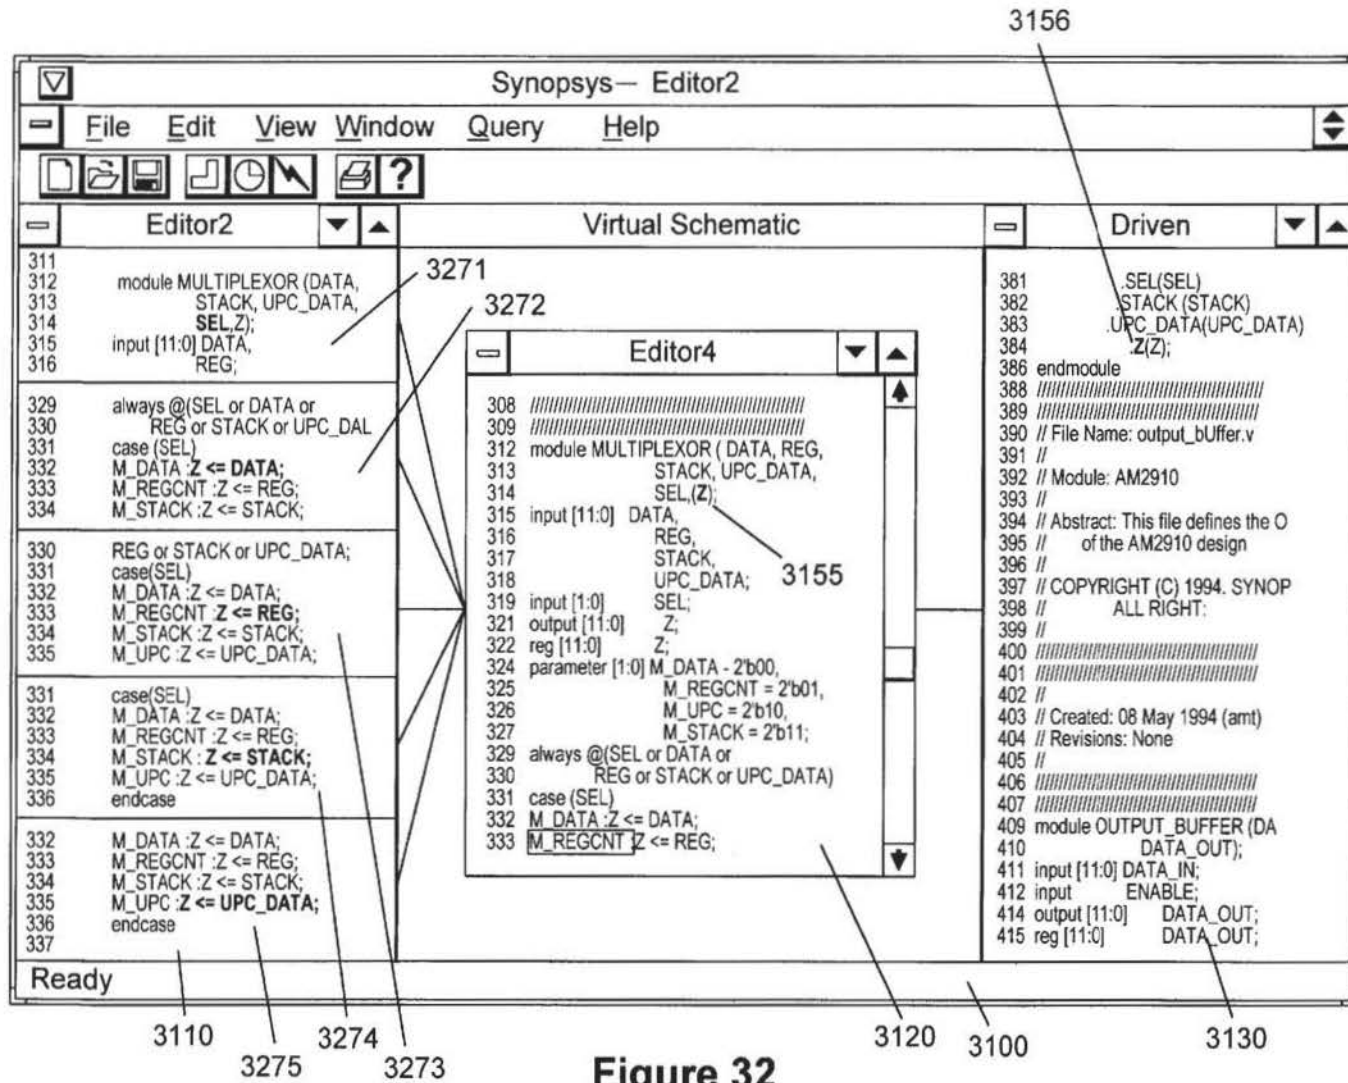 3156
Synopsys— Editor2
File Edit View Window Query Help
?
Editor2
311
312 module MULTIPLEXOR (DATA,
313 STACK, UPC_DATA,
314 SEL,Z);
315 input [11:0] DATA,
316 REG;
329 always @(SEL or DATA or
330 REG or STACK or UPC_DAL
331 case (SEL)
332 M_DATA :Z <= DATA;
333 M_REGCNT :Z <= REG;
334 M_STACK :Z <= STACK;
330 REG or STACK or UPC_DATA;
331 case(SEL)
332 M_DATA :Z <= DATA;
333 M_REGCNT :Z <= REG;
334 M_STACK :Z <= STACK;
335 M_UPC :Z <= UPC_DATA;
331 case(SEL)
332 M_DATA :Z <= DATA;
333 M_REGCNT :Z <= REG;
334 M_STACK : Z <= STACK;
335 M_UPC :Z <= UPC_DATA;
336 endcase
332 M_DATA :Z <= DATA;
333 M_REGCNT :Z <= REG;
334 M_STACK :Z <= STACK;
335 M_UPC :Z <= UPC_DATA;
336 endcase
337
Virtual Schematic
3271
3272
Editor4
308 ////////////////////////////////////////////////////////////
309 ////////////////////////////////////////////////////////////
312 module MULTIPLEXOR ( DATA, REG,
313 STACK, UPC_DATA,
314 SEL,(Z);
315 input [11:0] DATA,
316 REG,
317 STACK,
318 UPC_DATA;
319 input [1:0] SEL;
321 output [11:0] Z;
322 reg [11:0] Z;
324 parameter [1:0] M_DATA - 2'b00,
325 M_REGCNT = 2'b01,
326 M_UPC = 2'b10,
327 M_STACK = 2'b11;
329 always @(SEL or DATA or
330 REG or STACK or UPC_DATA)
331 case (SEL)
332 M_DATA :Z <= DATA;
333 M_REGCNT :Z <= REG;
3155
Driven
381 .SEL(SEL)
382 .STACK (STACK)
383 .UPC_DATA(UPC_DATA)
384 .Z(Z);
386 endmodule
388 //////////////////////////////////////////////////
389 //////////////////////////////////////////////////
390 // File Name: output_bUffer.v
391 //
392 // Module: AM2910
393 //
394 // Abstract: This file defines the O
395 // of the AM2910 design
396 //
397 // COPYRIGHT (C) 1994. SYNOP
398 // ALL RIGHT:
399 //
400 //////////////////////////////////////////////////
401 //////////////////////////////////////////////////
402 //
403 // Created: 08 May 1994 (amt)
404 // Revisions: None
405 //
406 //////////////////////////////////////////////////
407 //////////////////////////////////////////////////
409 module OUTPUT_BUFFER (DA
410 DATA_OUT);
411 input [11:0] DATA_IN;
412 input ENABLE;
414 output [11:0] DATA_OUT;
415 reg [11:0] DATA_OUT;
Ready
3110
3275
3274
3273
3120
3100
3130
Figure 32